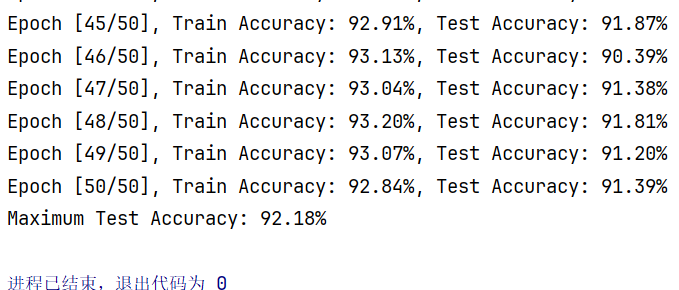 Epoch [45/50], Train Accuracy: 92.91%, Test Accuracy: 91.87%
Epoch [46/50], Train Accuracy: 93.13%, Test Accuracy: 90.39%
Epoch [47/50], Train Accuracy: 93.04%, Test Accuracy: 91.38%
Epoch [48/50], Train Accuracy: 93.20%, Test Accuracy: 91.81%
Epoch [49/50], Train Accuracy: 93.07%, Test Accuracy: 91.20%
Epoch [50/50], Train Accuracy: 92.84%, Test Accuracy: 91.39%
Maximum Test Accuracy: 92.18%
进程已结束，退出代码为 0